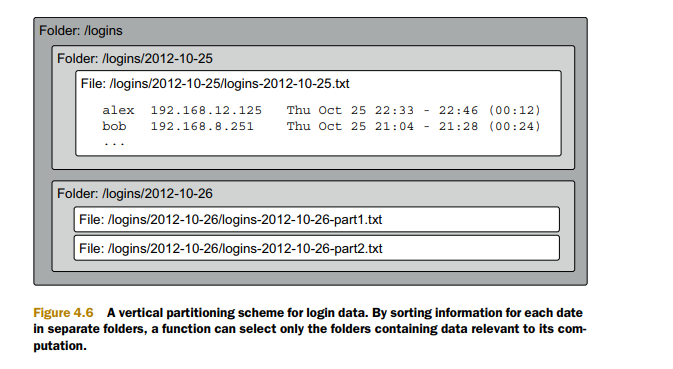 Folder: /logins
Folder: /logins/2012-10-25
File: /logins/2012-10-25/logins-2012-10-25.txt
alex 192.168.12.125 Thu Oct 25 22:33 - 22:46 (00:12)
bob 192.168.8.251 Thu Oct 25 21:04 - 21:28 (00:24)
...
Folder: /logins/2012-10-26
File: /logins/2012-10-26/logins-2012-10-26-part1.txt
File: /logins/2012-10-26/logins-2012-10-26-part2.txt
Figure 4.6 A vertical partitioning scheme for login data. By sorting information for each date
in separate folders, a function can select only the folders containing data relevant to its com-
putation.